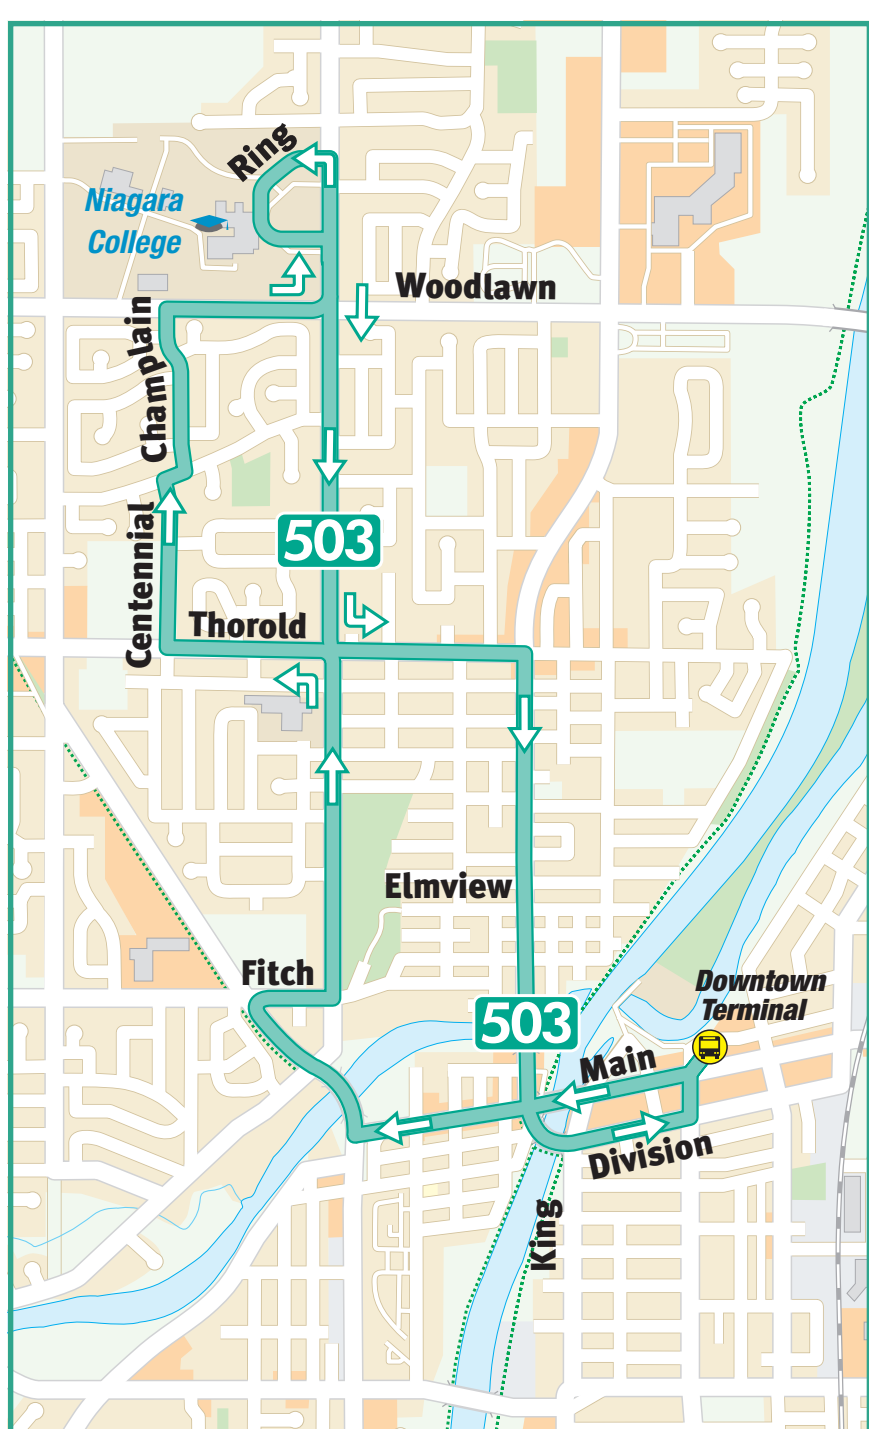 Ring
Niagara
College
Woodlawn
Champlain
Centennial
503
Thorold
Elmview
Fitch
Downtown
Terminal
503
Main
Division
King